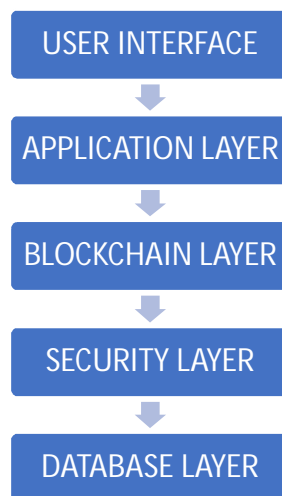 USER INTERFACE
APPLICATION LAYER
BLOCKCHAIN LAYER
SECURITY LAYER
DATABASE LAYER